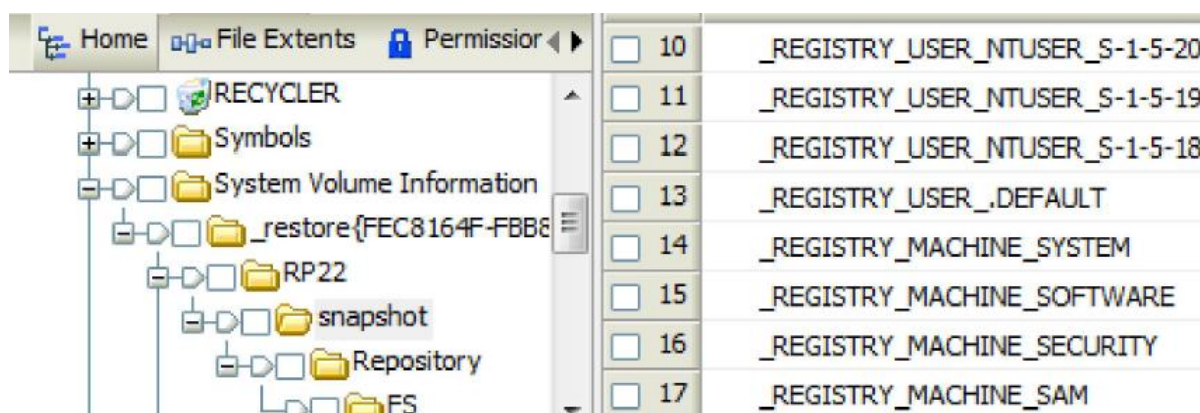 Home File Extents Permission
RECYCLER
Symbols
System Volume Information
_restore{FEC8164F-FBB8
RP22
snapshot
Repository
FS
10 _REGISTRY_USER_NTUSER_S-1-5-20
11 _REGISTRY_USER_NTUSER_S-1-5-19
12 _REGISTRY_USER_NTUSER_S-1-5-18
13 _REGISTRY_USER_.DEFAULT
14 _REGISTRY_MACHINE_SYSTEM
15 _REGISTRY_MACHINE_SOFTWARE
16 _REGISTRY_MACHINE_SECURITY
17 _REGISTRY_MACHINE_SAM